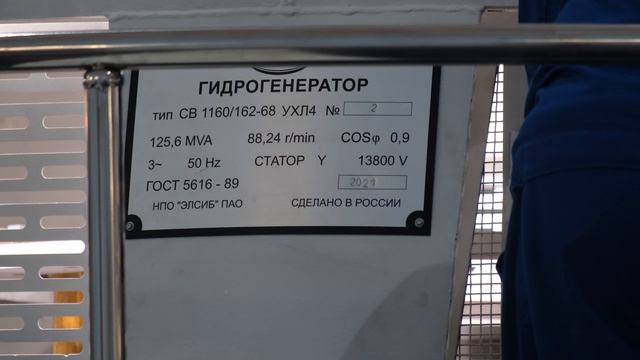 ГИДРОГЕНЕРАТОР
тип СВ 1160/162-68 УХЛ4 № 2
125,6 MVA 88,24 r/min COSφ 0,9
3~ 50 Hz СТАТОР Y 13800 V
ГОСТ 5616 - 89 2021
НПО "ЭЛСИБ" ПАО СДЕЛАНО В РОССИИ